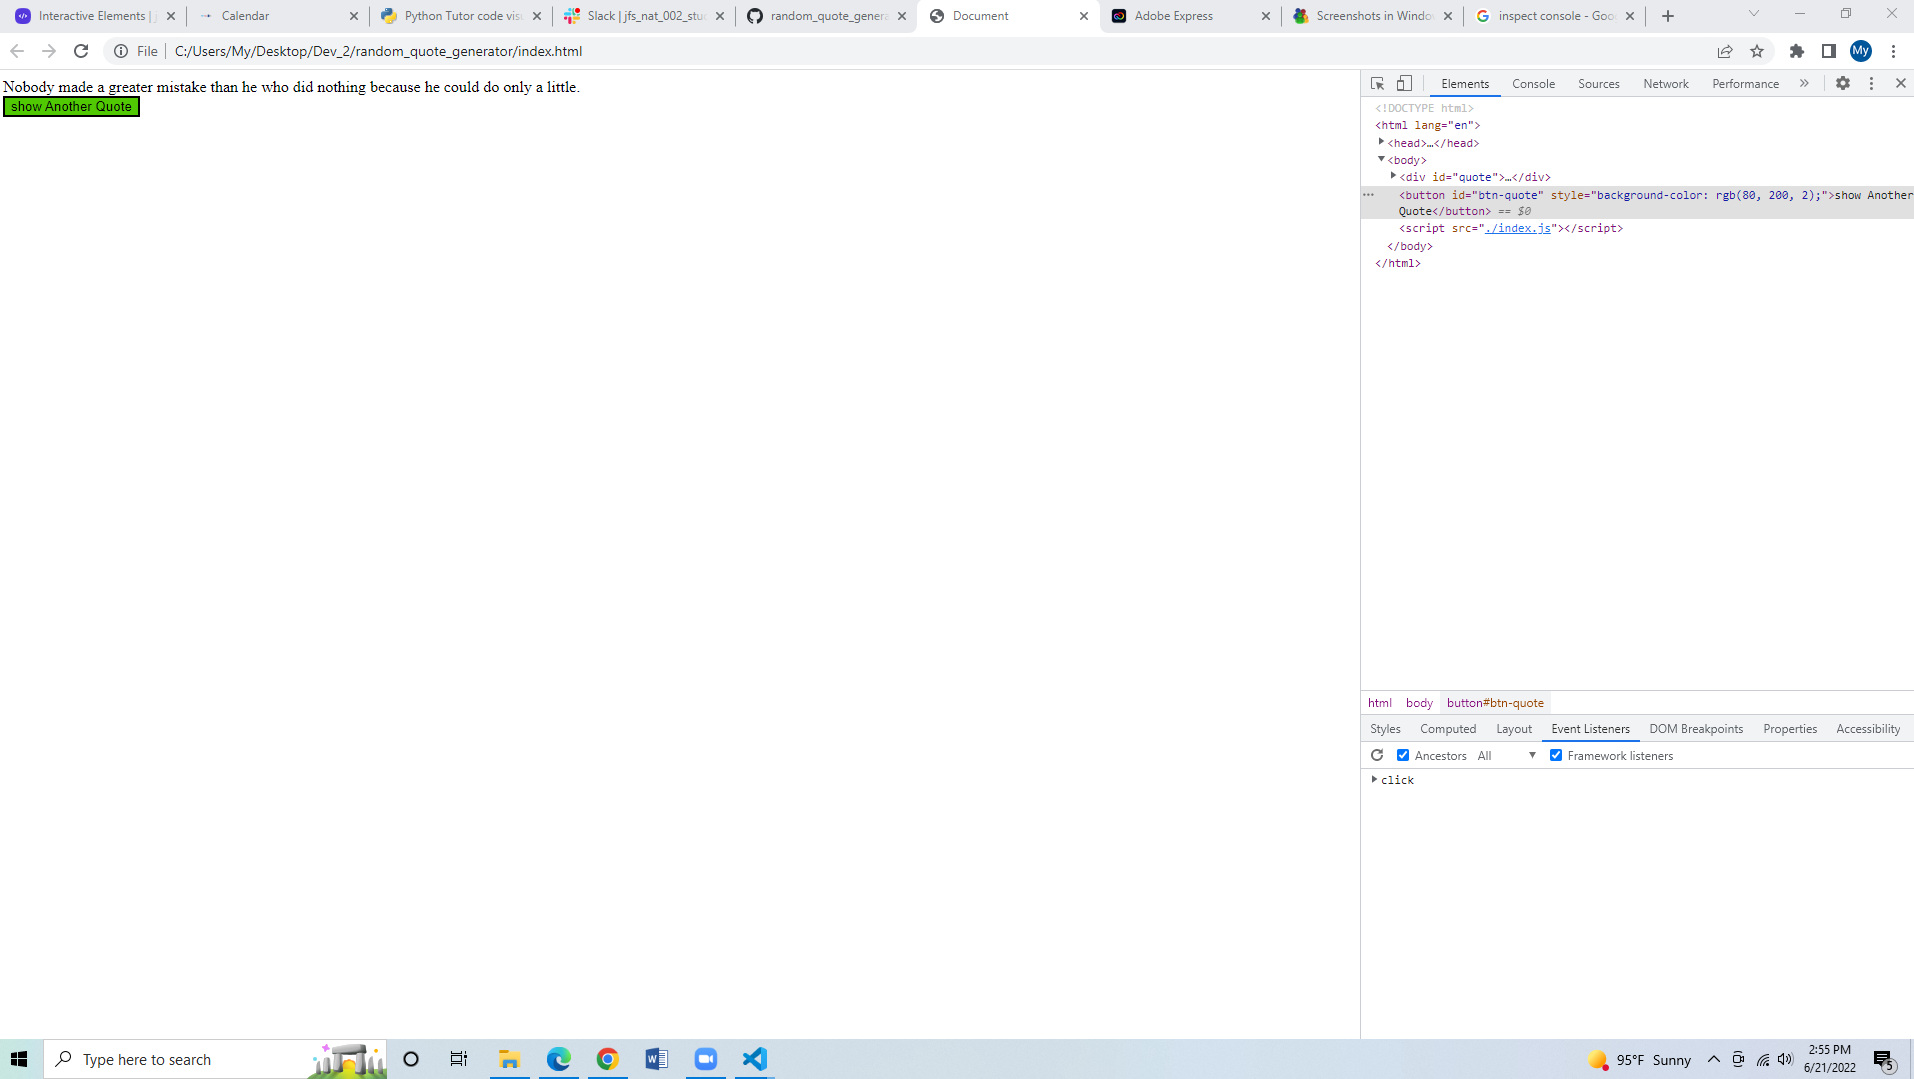 Interactive Elements | j
Calendar
Python Tutor code visu
Slack | jfs_nat_002_stu
random_quote_genera
Document
Adobe Express
Screenshots in Window
inspect console - Goo
File
C:/Users/My/Desktop/Dev_2/random_quote_generator/index.html
My
Nobody made a greater mistake than he who did nothing because he could do only a little.
show Another Quote
Elements Console Sources Network Performance »
<!DOCTYPE html>
<html lang="en">
<head>…</head>
<body>
<div id="quote">…</div>
<button id="btn-quote" style="background-color: rgb(80, 200, 2);">show Another
Quote</button> == $0
<script src="./index.js"></script>
</body>
</html>
html body button#btn-quote
Styles Computed Layout Event Listeners DOM Breakpoints Properties Accessibility
Ancestors All Framework listeners
click
Type here to search
95°F Sunny
2:55 PM
6/21/2022
5